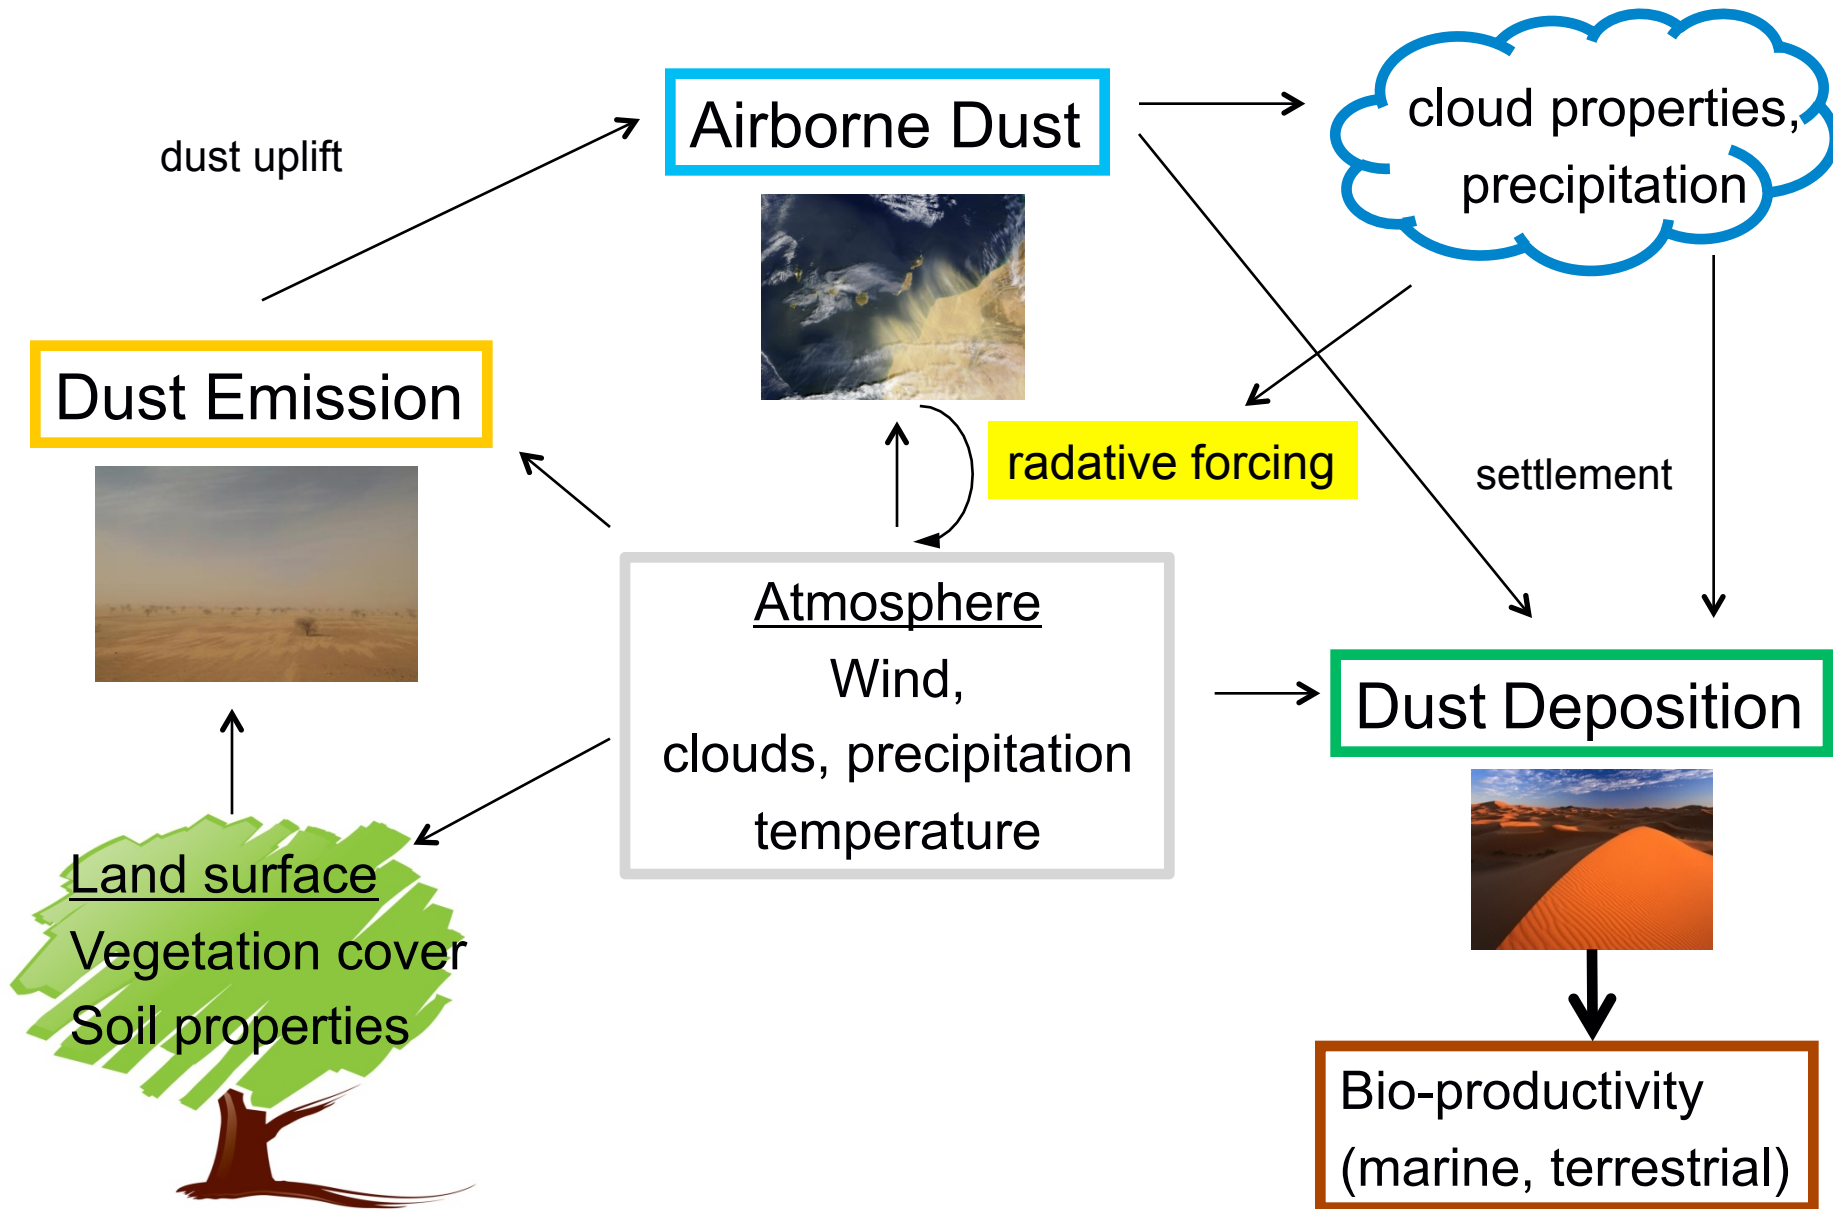 Airborne Dust
cloud properties,
precipitation
dust uplift
Dust Emission
radative forcing
settlement
Atmosphere
Wind,
clouds, precipitation
temperature
Dust Deposition
Land surface
Vegetation cover
Soil properties
Bio-productivity
(marine, terrestrial)